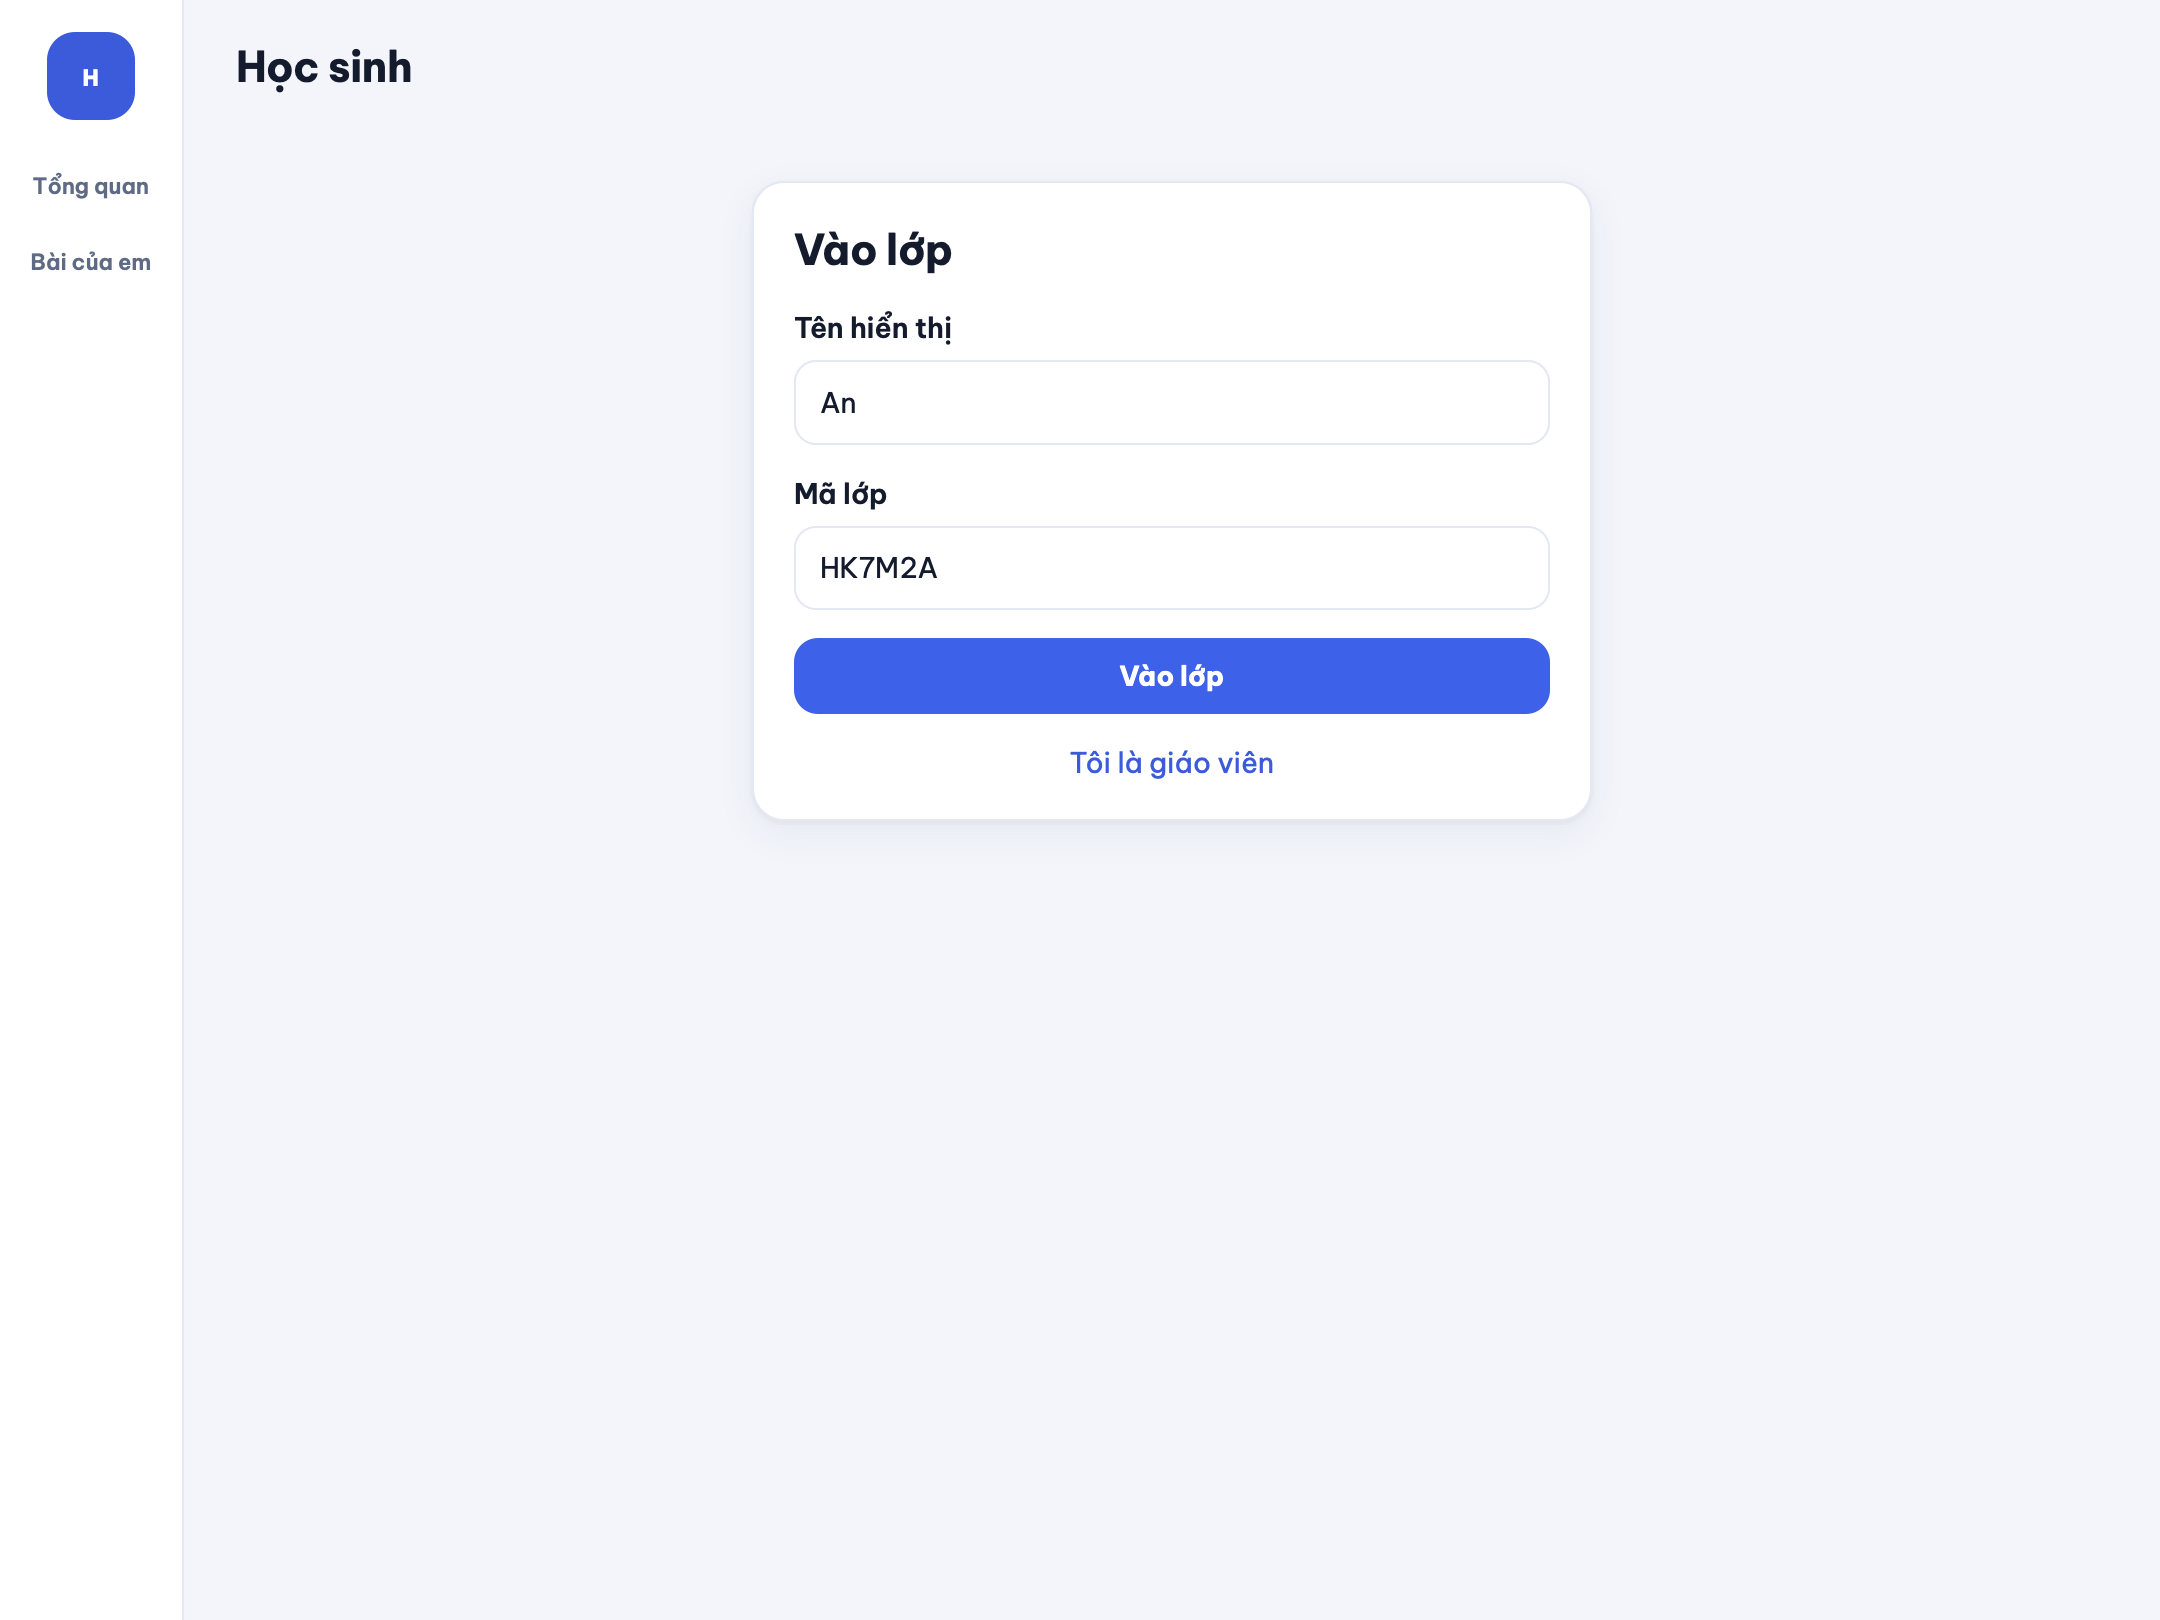 H
Tổng quan
Bài của em
Học sinh
Vào lớp
Tên hiển thị
An
Mã lớp
HK7M2A
Vào lớp
Tôi là giáo viên